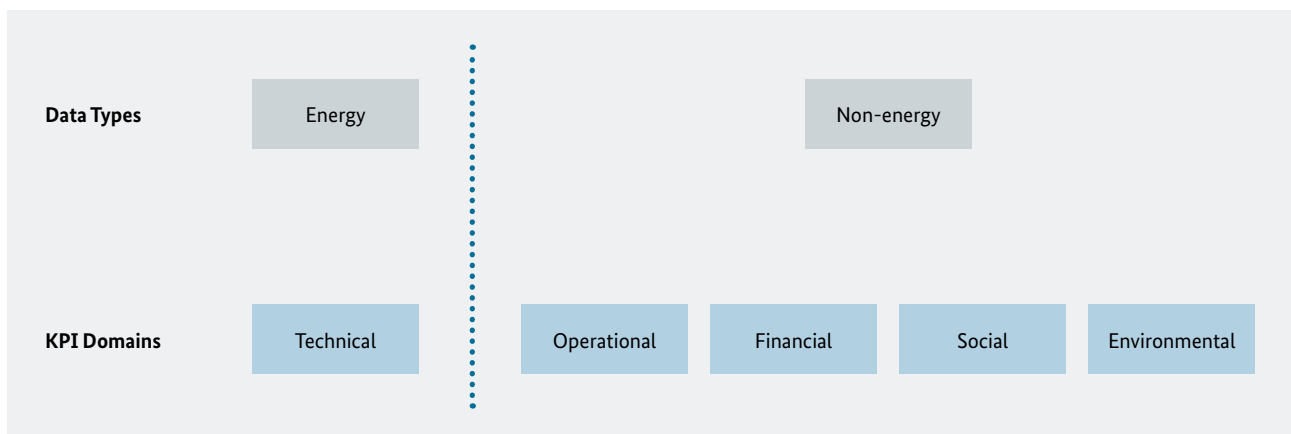 Data Types
Energy
Non-energy
KPI Domains
Technical
Operational
Financial
Social
Environmental